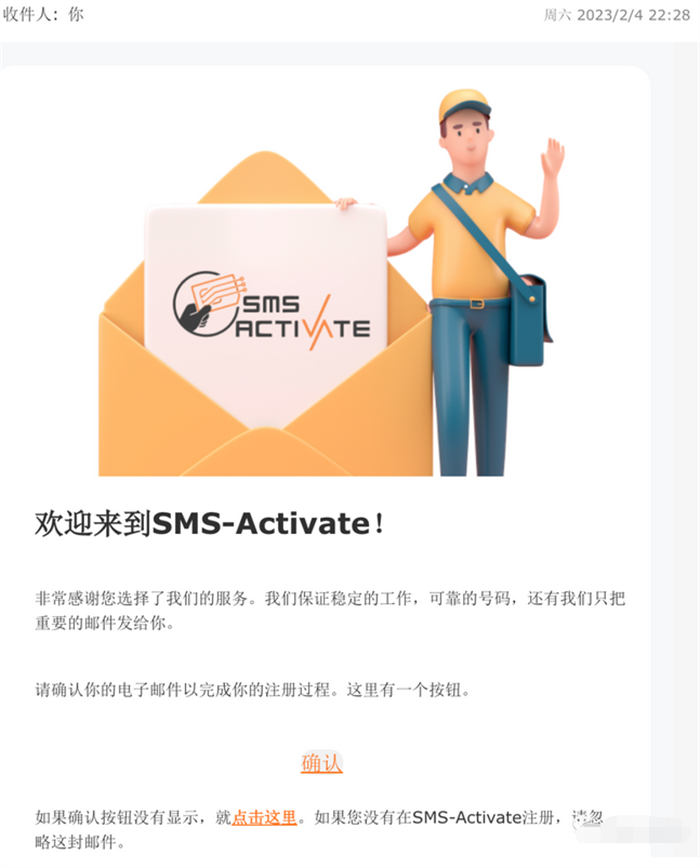 收件人：你
周六 2023/2/4 22:28
SMS
ACTIVATE
欢迎来到SMS-Activate！
非常感谢您选择了我们的服务。我们保证稳定的工作，可靠的号码，还有我们只把
重要的邮件发给你。
请确认你的电子邮件以完成你的注册过程。这里有一个按钮。
确认
如果确认按钮没有显示，就点击这里。如果您没有在SMS-Activate注册，请忽
略这封邮件。